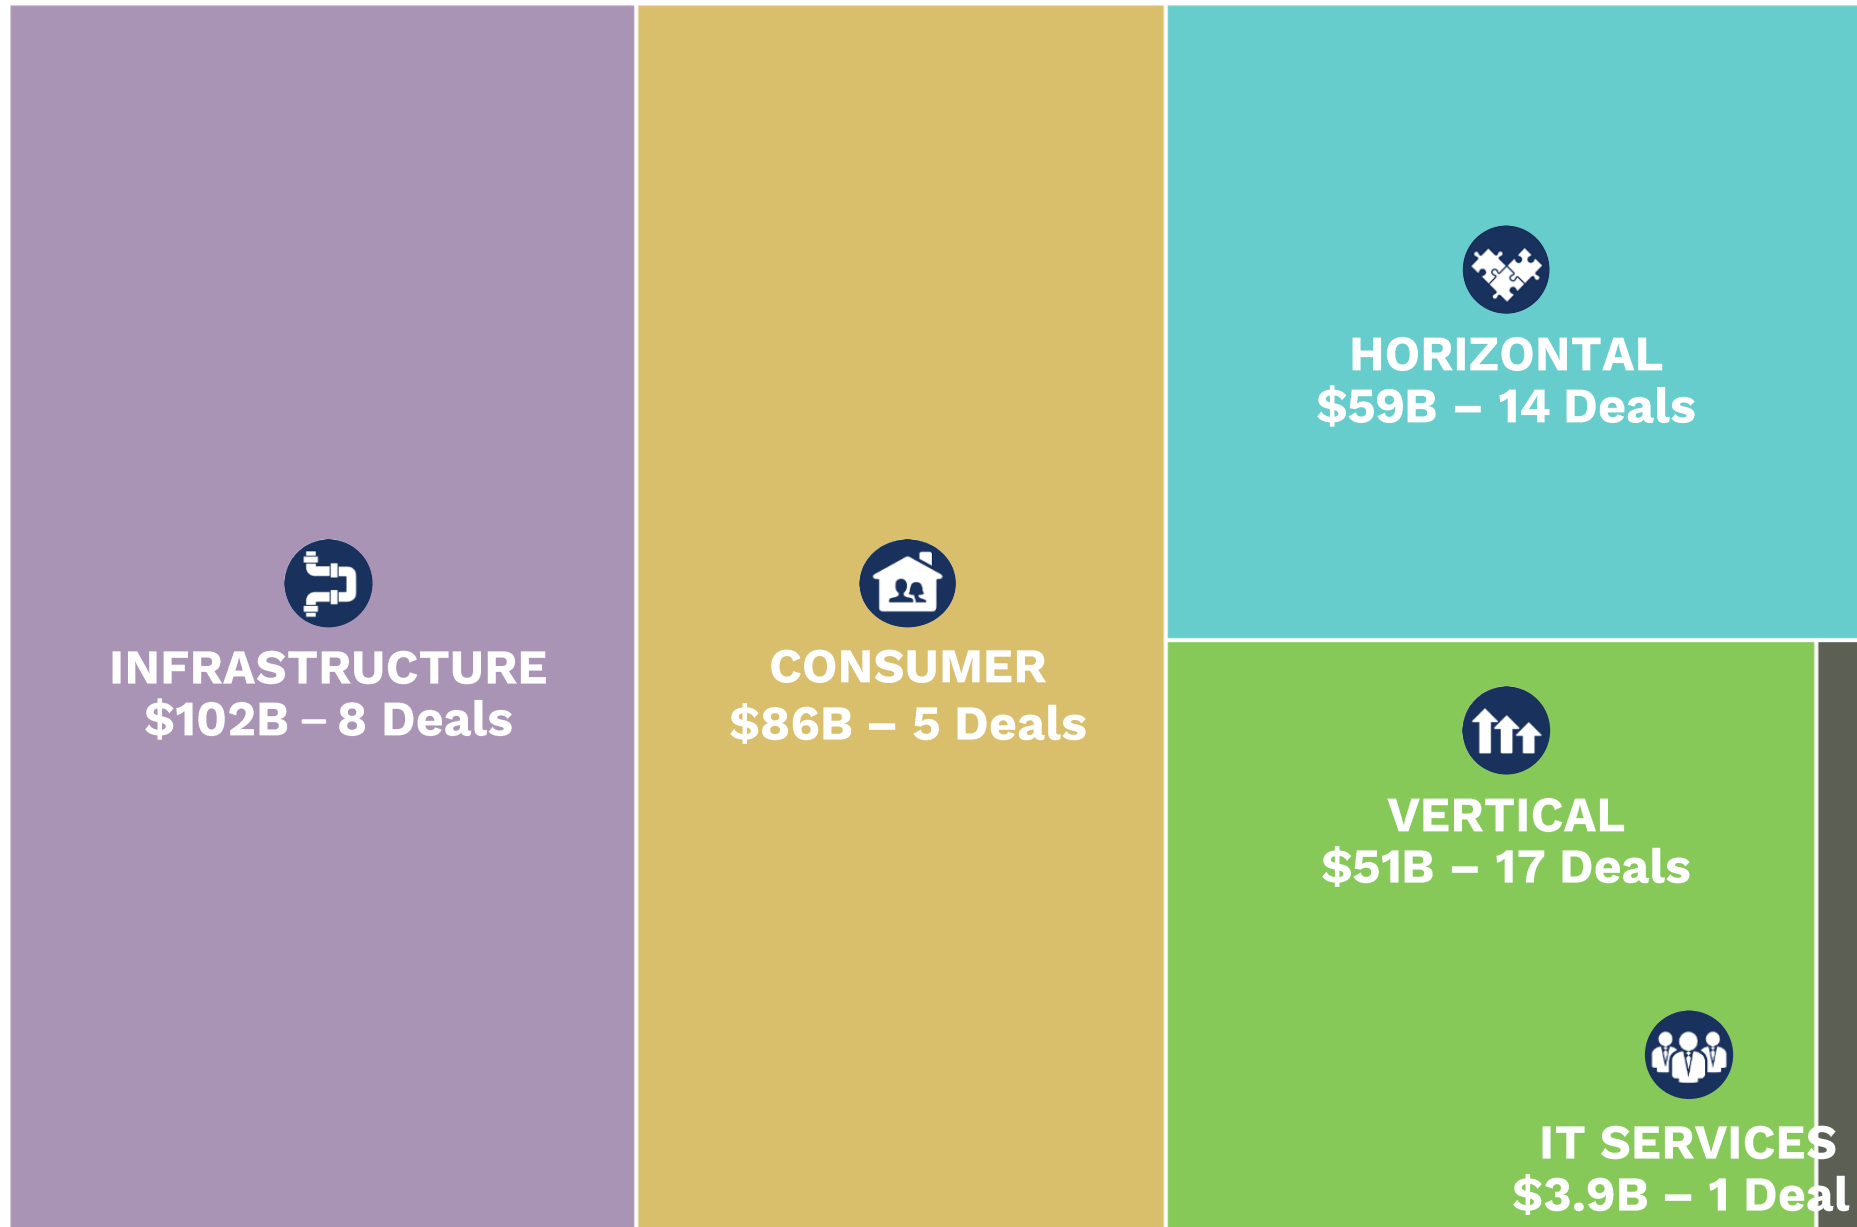 INFRASTRUCTURE
$102B – 8 Deals
CONSUMER
$86B – 5 Deals
HORIZONTAL
$59B – 14 Deals
VERTICAL
$51B – 17 Deals
IT SERVICES
$3.9B – 1 Deal